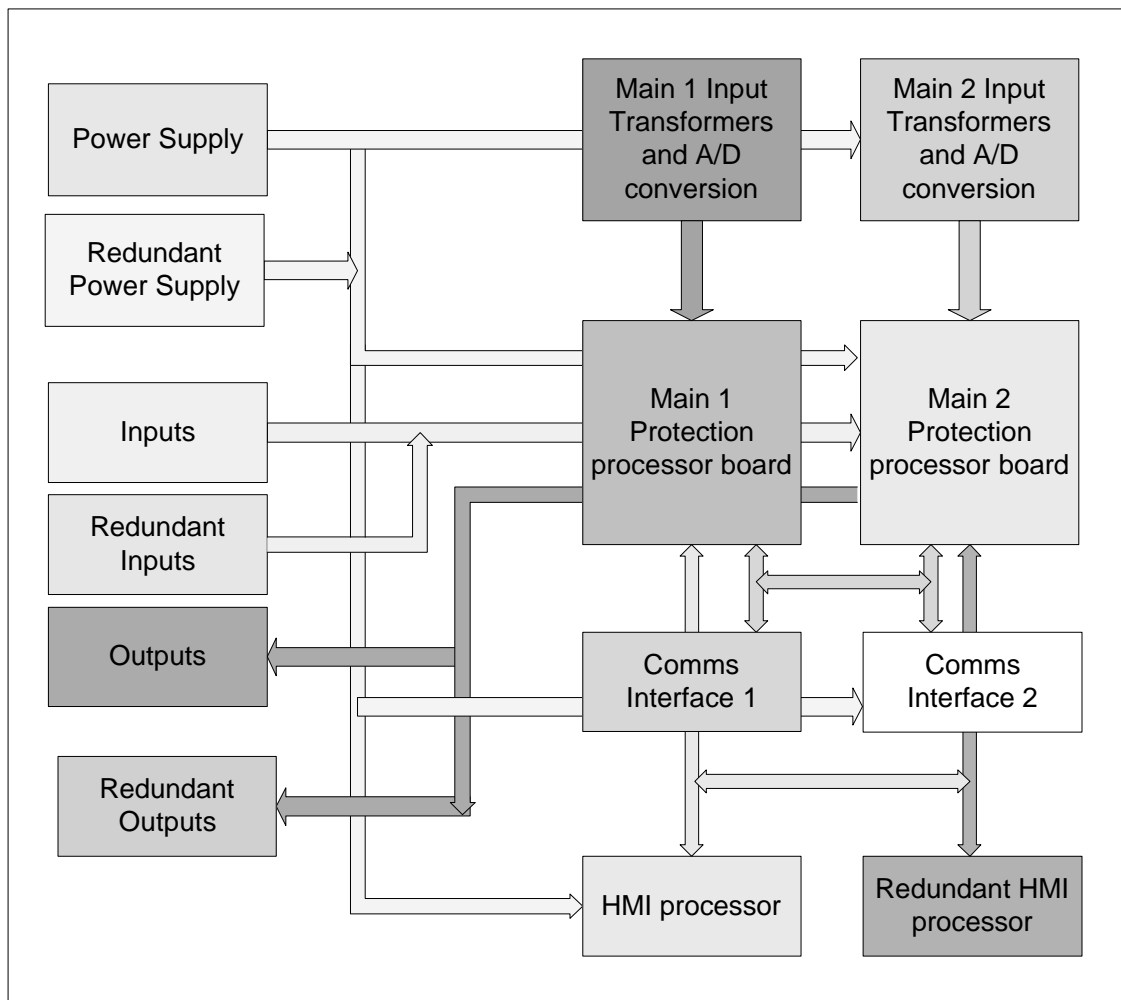 Power Supply
Main 1 Input
Transformers
and A/D
conversion
Main 2 Input
Transformers
and A/D
conversion
Redundant
Power Supply
Inputs
Main 1
Protection
processor board
Main 2
Protection
processor board
Redundant
Inputs
Outputs
Comms
Interface 1
Comms
Interface 2
Redundant
Outputs
HMI processor
Redundant HMI
processor